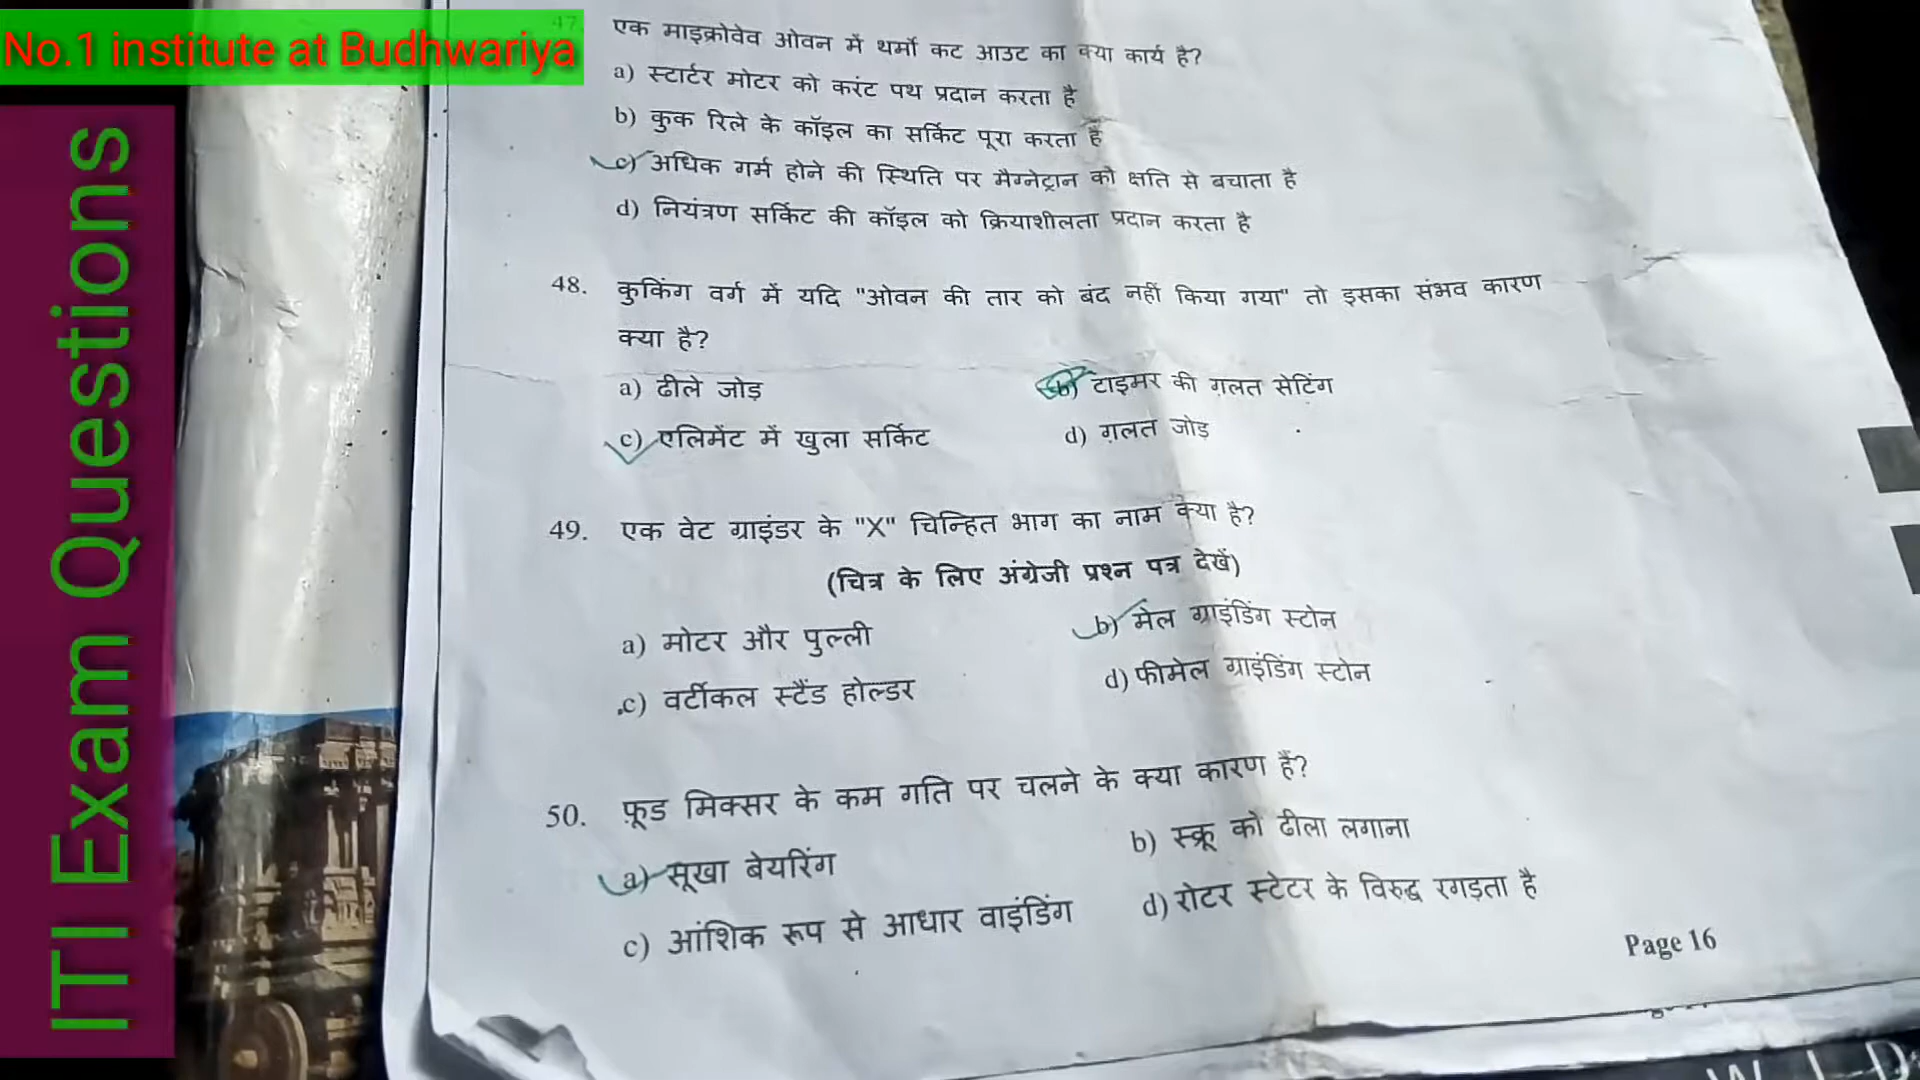 No.1 institute at Budhwariya
ITI Exam Questions
47
एक माइक्रोवेव ओवन में थर्मो कट आउट का क्या कार्य है?
a) स्टार्टर मोटर को करंट पथ प्रदान करता है
b) कुक रिले के कॉइल का सर्किट पूरा करता है
c) अधिक गर्म होने की स्थिति पर मैग्नेट्रान को क्षति से बचाता है
d) नियंत्रण सर्किट की कॉइल को क्रियाशीलता प्रदान करता है
48. कुकिंग वर्ग में यदि "ओवन की तार को बंद नहीं किया गया" तो इसका संभव कारण
क्या है?
a) ढीले जोड़ b) टाइमर की ग़लत सेटिंग
c) एलिमेंट में खुला सर्किट d) ग़लत जोड़
49. एक वेट ग्राइंडर के "X" चिन्हित भाग का नाम क्या है?
(चित्र के लिए अंग्रेजी प्रश्न पत्र देखें)
a) मोटर और पुल्ली b) मेल ग्राइंडिंग स्टोन
c) वर्टीकल स्टैंड होल्डर d) फीमेल ग्राइंडिंग स्टोन
50. फ़ूड मिक्सर के कम गति पर चलने के क्या कारण हैं?
a) सूखा बेयरिंग b) स्क्रू को ढीला लगाना
c) आंशिक रूप से आधार वाइंडिंग d) रोटर स्टेटर के विरुद्ध रगड़ता है
Page 16